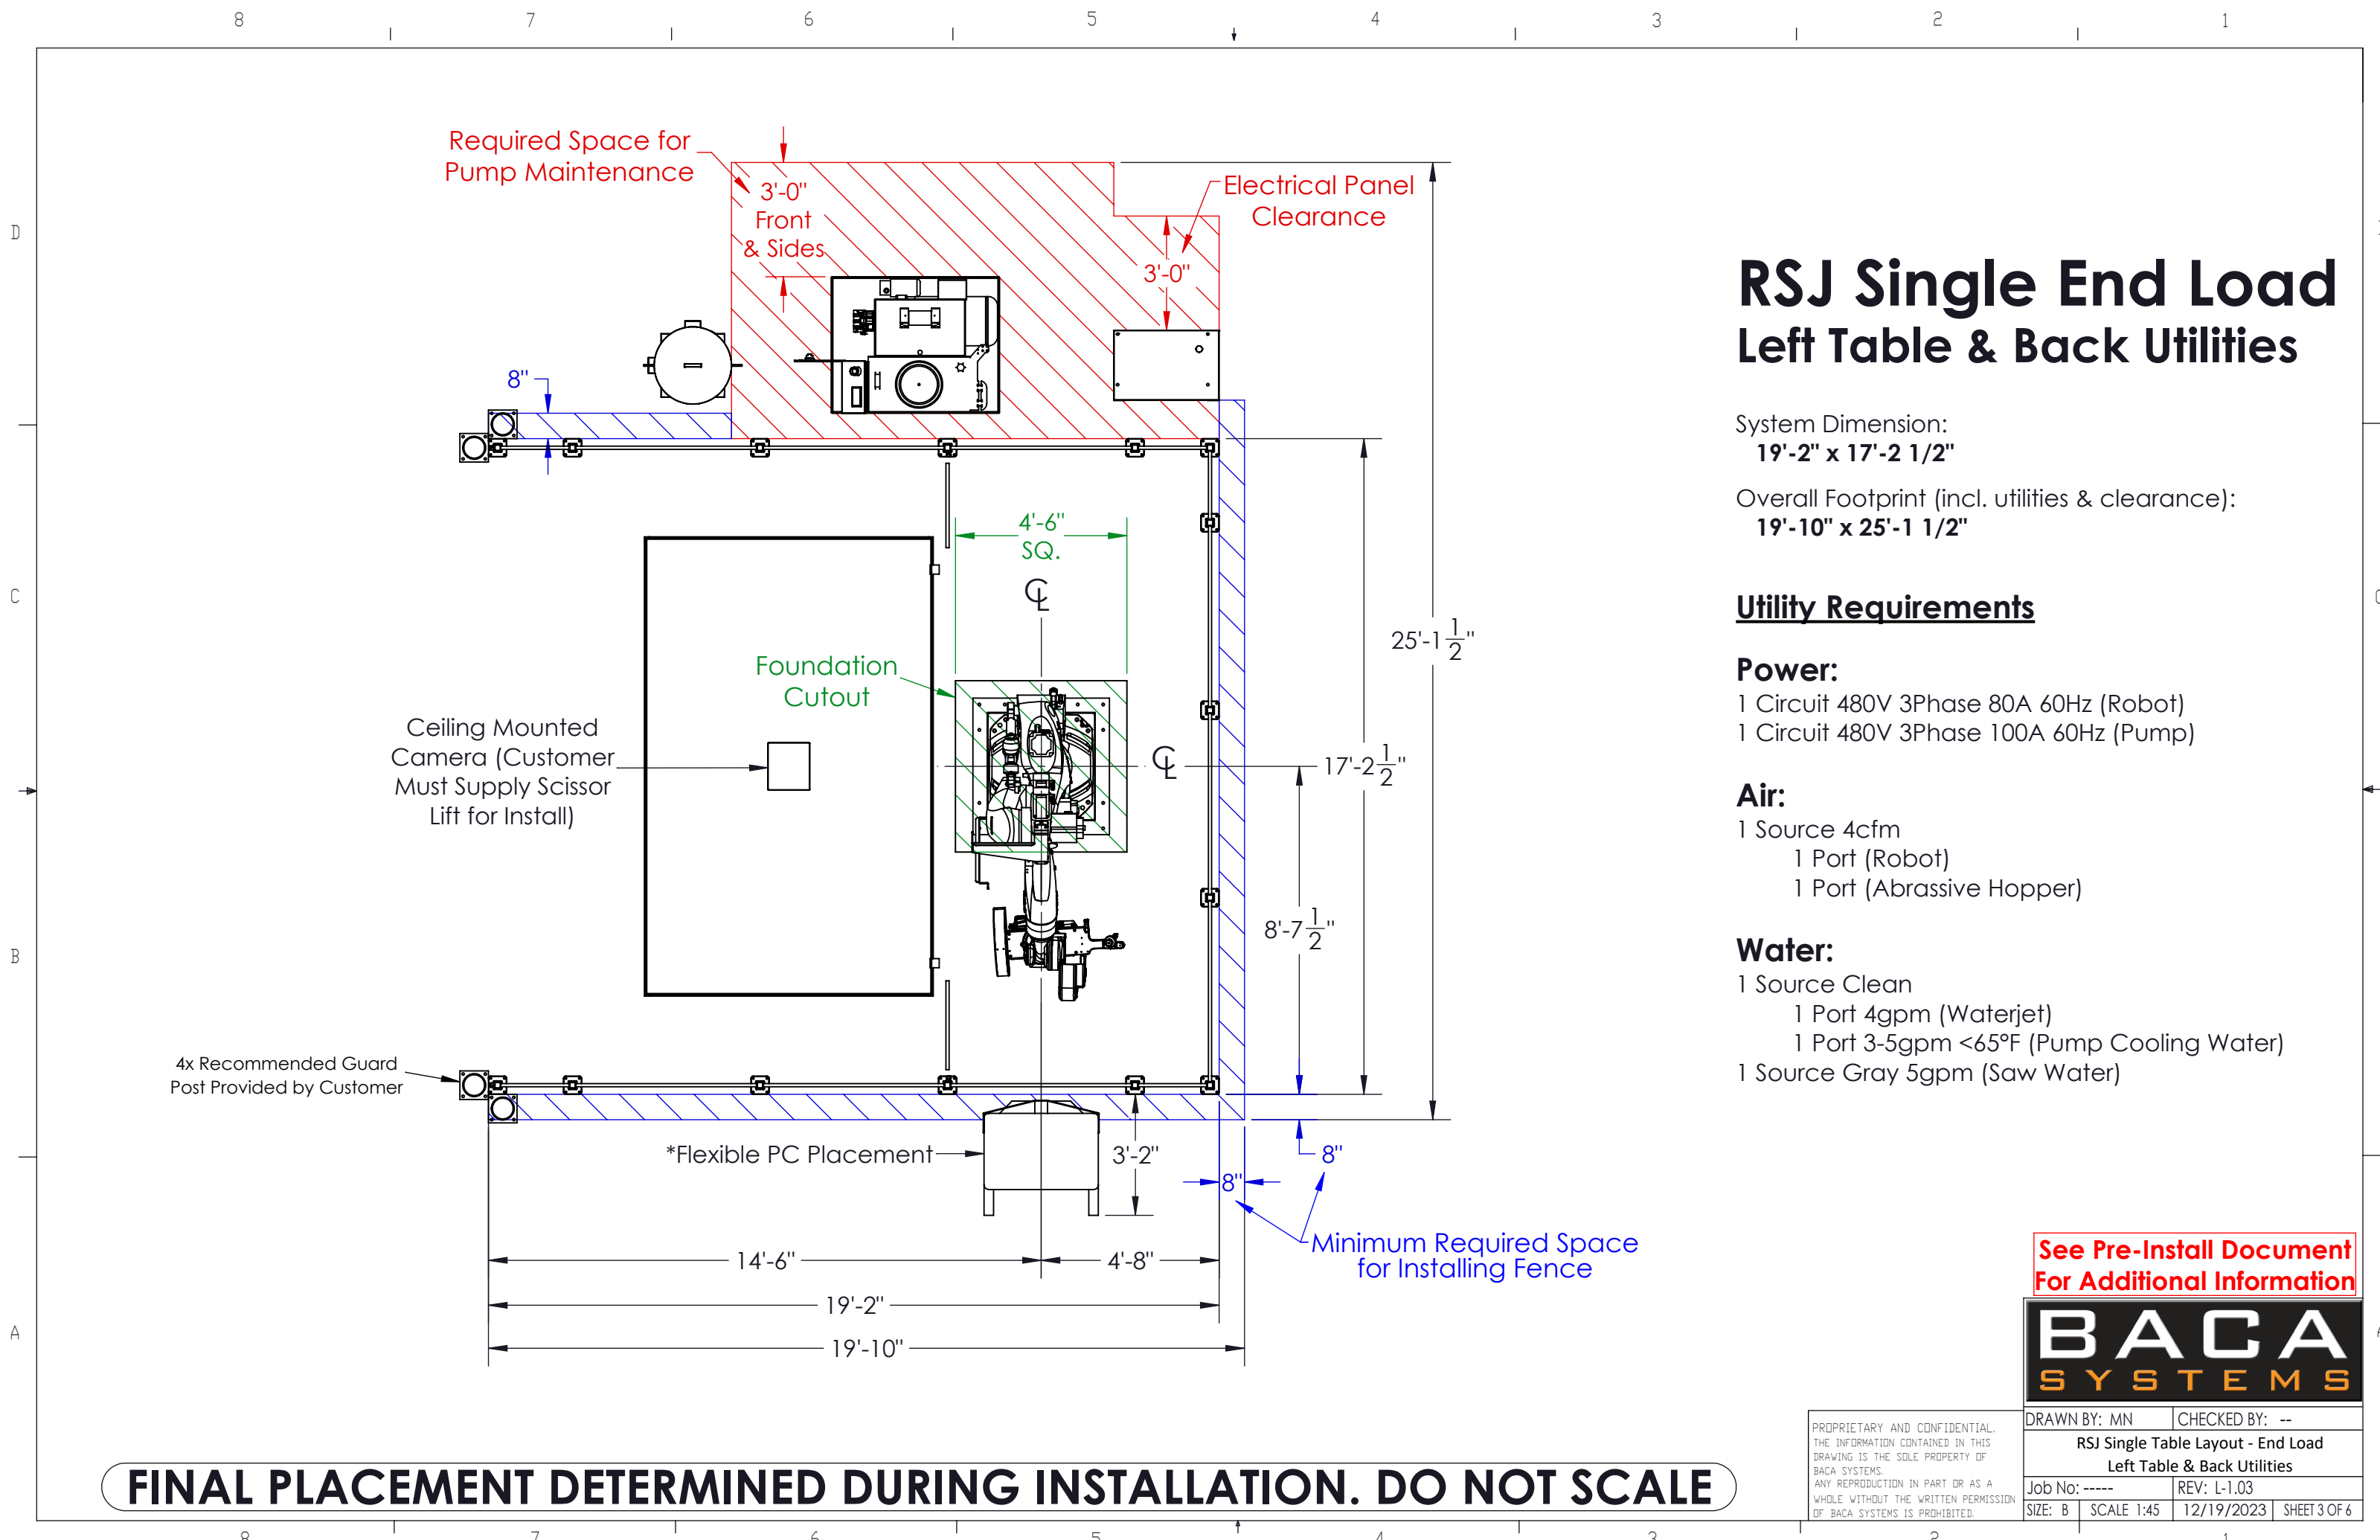 8 7 6 5 4 3 2 1
D
C
B
A
Required Space for
Pump Maintenance
3'-0"
Front
& Sides
Electrical Panel
Clearance
3'-0"
8"
4'-6"
SQ.
Foundation
Cutout
Ceiling Mounted
Camera (Customer
Must Supply Scissor
Lift for Install)
25'-1 1/2"
17'-2 1/2"
8'-7 1/2"
4x Recommended Guard
Post Provided by Customer
*Flexible PC Placement
3'-2"
8"
8"
Minimum Required Space
for Installing Fence
14'-6"
4'-8"
19'-2"
19'-10"
RSJ Single End Load
Left Table & Back Utilities
System Dimension:
19'-2" x 17'-2 1/2"
Overall Footprint (incl. utilities & clearance):
19'-10" x 25'-1 1/2"
Utility Requirements
Power:
1 Circuit 480V 3Phase 80A 60Hz (Robot)
1 Circuit 480V 3Phase 100A 60Hz (Pump)
Air:
1 Source 4cfm
1 Port (Robot)
1 Port (Abrassive Hopper)
Water:
1 Source Clean
1 Port 4gpm (Waterjet)
1 Port 3-5gpm <65°F (Pump Cooling Water)
1 Source Gray 5gpm (Saw Water)
See Pre-Install Document
For Additional Information
BACA
SYSTEMS
PROPRIETARY AND CONFIDENTIAL.
THE INFORMATION CONTAINED IN THIS
DRAWING IS THE SOLE PROPERTY OF
BACA SYSTEMS.
ANY REPRODUCTION IN PART OR AS A
WHOLE WITHOUT THE WRITTEN PERMISSION
OF BACA SYSTEMS IS PROHIBITED.
DRAWN BY: MN CHECKED BY: --
RSJ Single Table Layout - End Load
Left Table & Back Utilities
Job No: ----- REV: L-1.03
SIZE: B SCALE 1:45 12/19/2023 SHEET 3 OF 6
FINAL PLACEMENT DETERMINED DURING INSTALLATION. DO NOT SCALE
8 7 6 5 4 3 2 1